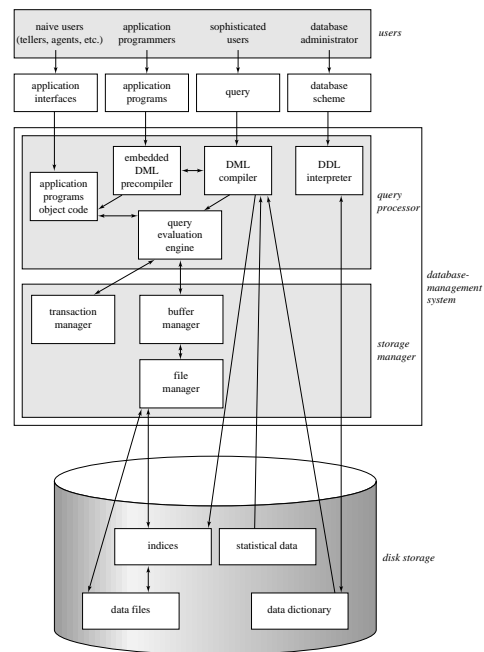 naive users
(tellers, agents, etc.)
application
programmers
sophisticated
users
database
administrator
users
application
interfaces
application
programs
query
database
scheme
embedded
DML
precompiler
DML
compiler
DDL
interpreter
application
programs
object code
query
evaluation
engine
query
processor
database-
management
system
transaction
manager
buffer
manager
storage
manager
file
manager
indices
statistical data
disk storage
data files
data dictionary